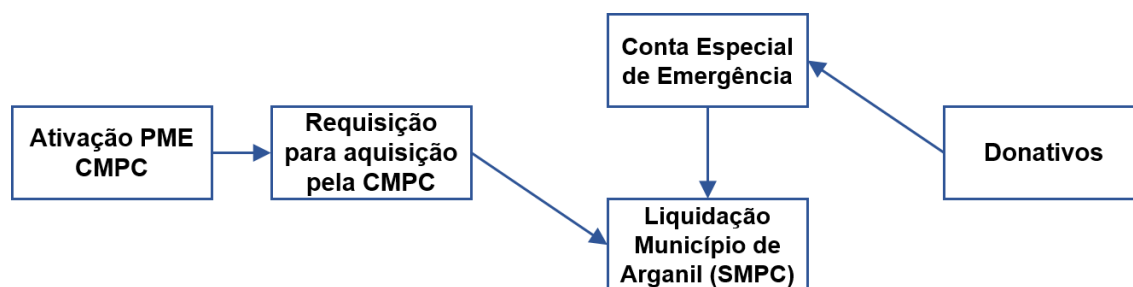 Conta Especial
de Emergência
Ativação PME
CMPC
Requisição
para aquisição
pela CMPC
Donativos
Liquidação
Município de
Arganil (SMPC)